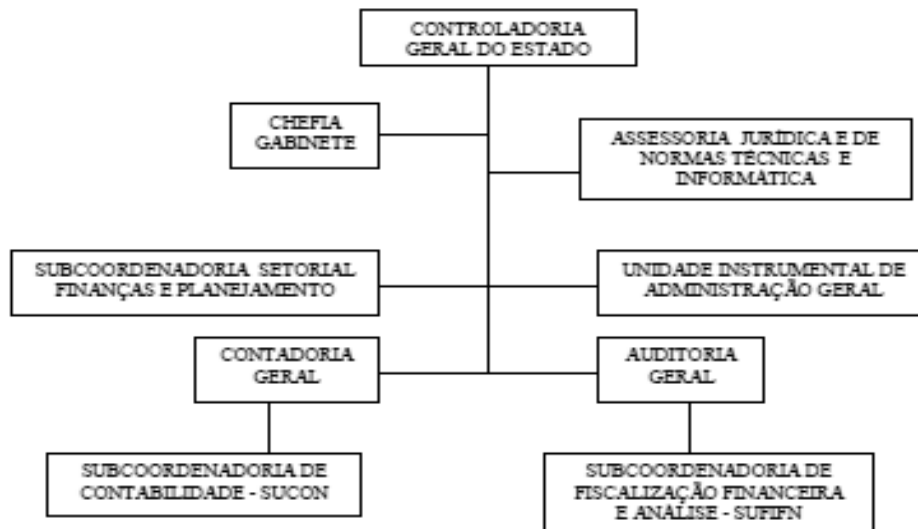 CONTROLADORIA
GERAL DO ESTADO
CHEFIA
GABINETE
ASSESSORIA JURÍDICA E DE
NORMAS TÉCNICAS E
INFORMÁTICA
SUBCOORDENADORIA SETORIAL
FINANÇAS E PLANEJAMENTO
UNIDADE INSTRUMENTAL DE
ADMINISTRAÇÃO GERAL
CONTADORIA
GERAL
AUDITORIA
GERAL
SUBCOORDENADORIA DE
CONTABILIDADE - SUCON
SUBCOORDENADORIA DE
FISCALIZAÇÃO FINANCEIRA
E ANÁLISE - SUFIFN